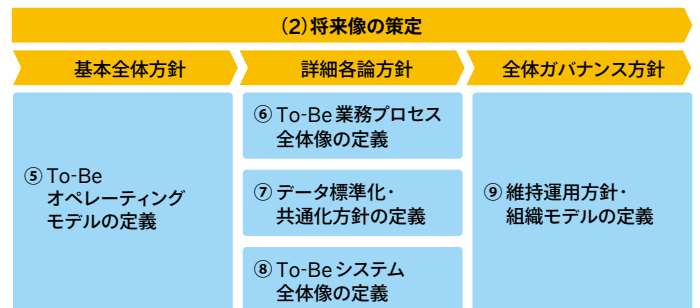 (2)将来像の策定
基本全体方針
詳細各論方針
全体ガバナンス方針
⑤ To-Be
オペレーティング
モデルの定義
⑥ To-Be 業務プロセス
全体像の定義
⑦ データ標準化・
共通化方針の定義
⑧ To-Be システム
全体像の定義
⑨ 維持運用方針・
組織モデルの定義